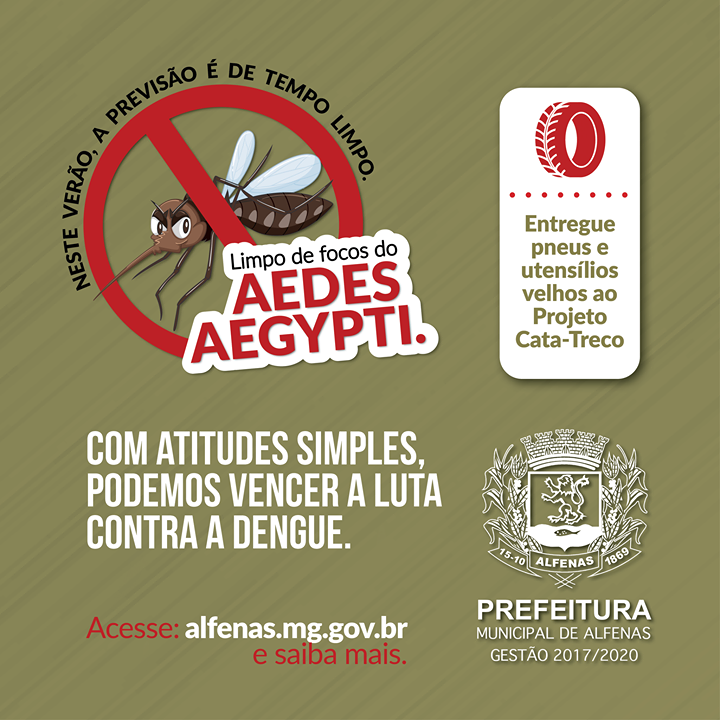 NESTE VERÃO, A PREVISÃO É DE TEMPO LIMPO.
Limpo de focos do
AEDES
AEGYPTI.
Entregue
pneus e
utensílios
velhos ao
Projeto
Cata-Treco
COM ATITUDES SIMPLES,
PODEMOS VENCER A LUTA
CONTRA A DENGUE.
15-10 ALFENAS 1869
PREFEITURA
MUNICIPAL DE ALFENAS
GESTÃO 2017/2020
Acesse: alfenas.mg.gov.br
e saiba mais.